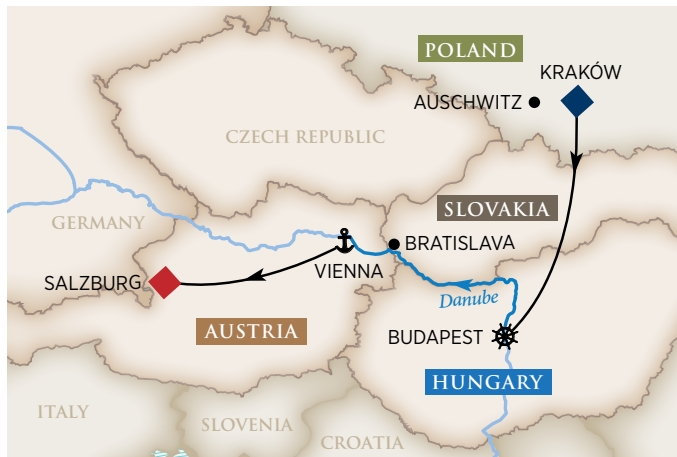 POLAND
KRAKÓW
AUSCHWITZ
CZECH REPUBLIC
SLOVAKIA
GERMANY
BRATISLAVA
VIENNA
SALZBURG
Danube
AUSTRIA
BUDAPEST
HUNGARY
ITALY
SLOVENIA
CROATIA